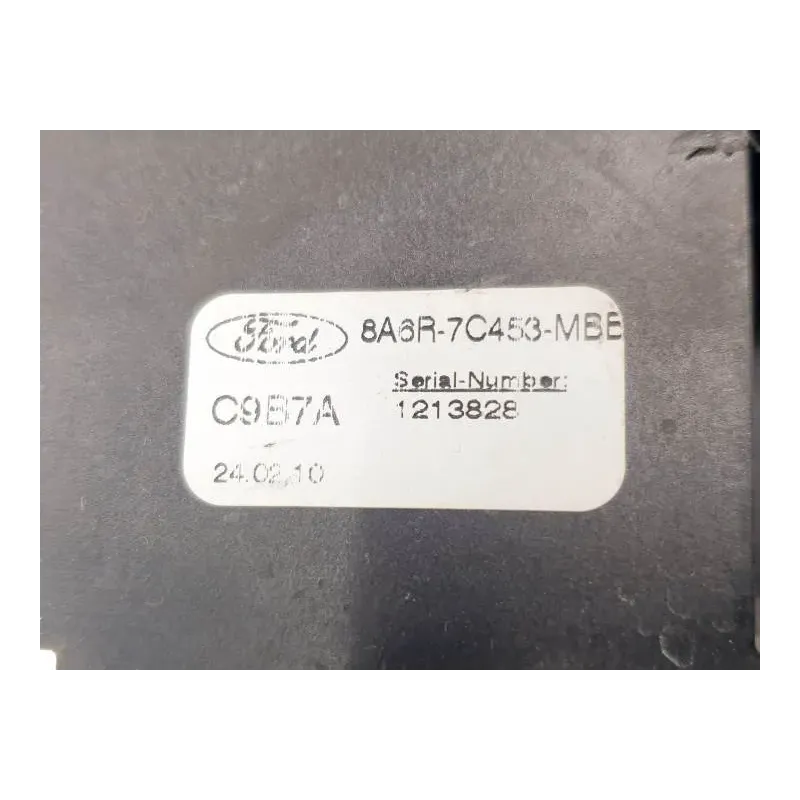 Ford 8A6R-7C453-MBB
Serial-Number:
C9B7A 1213828
24.02.10